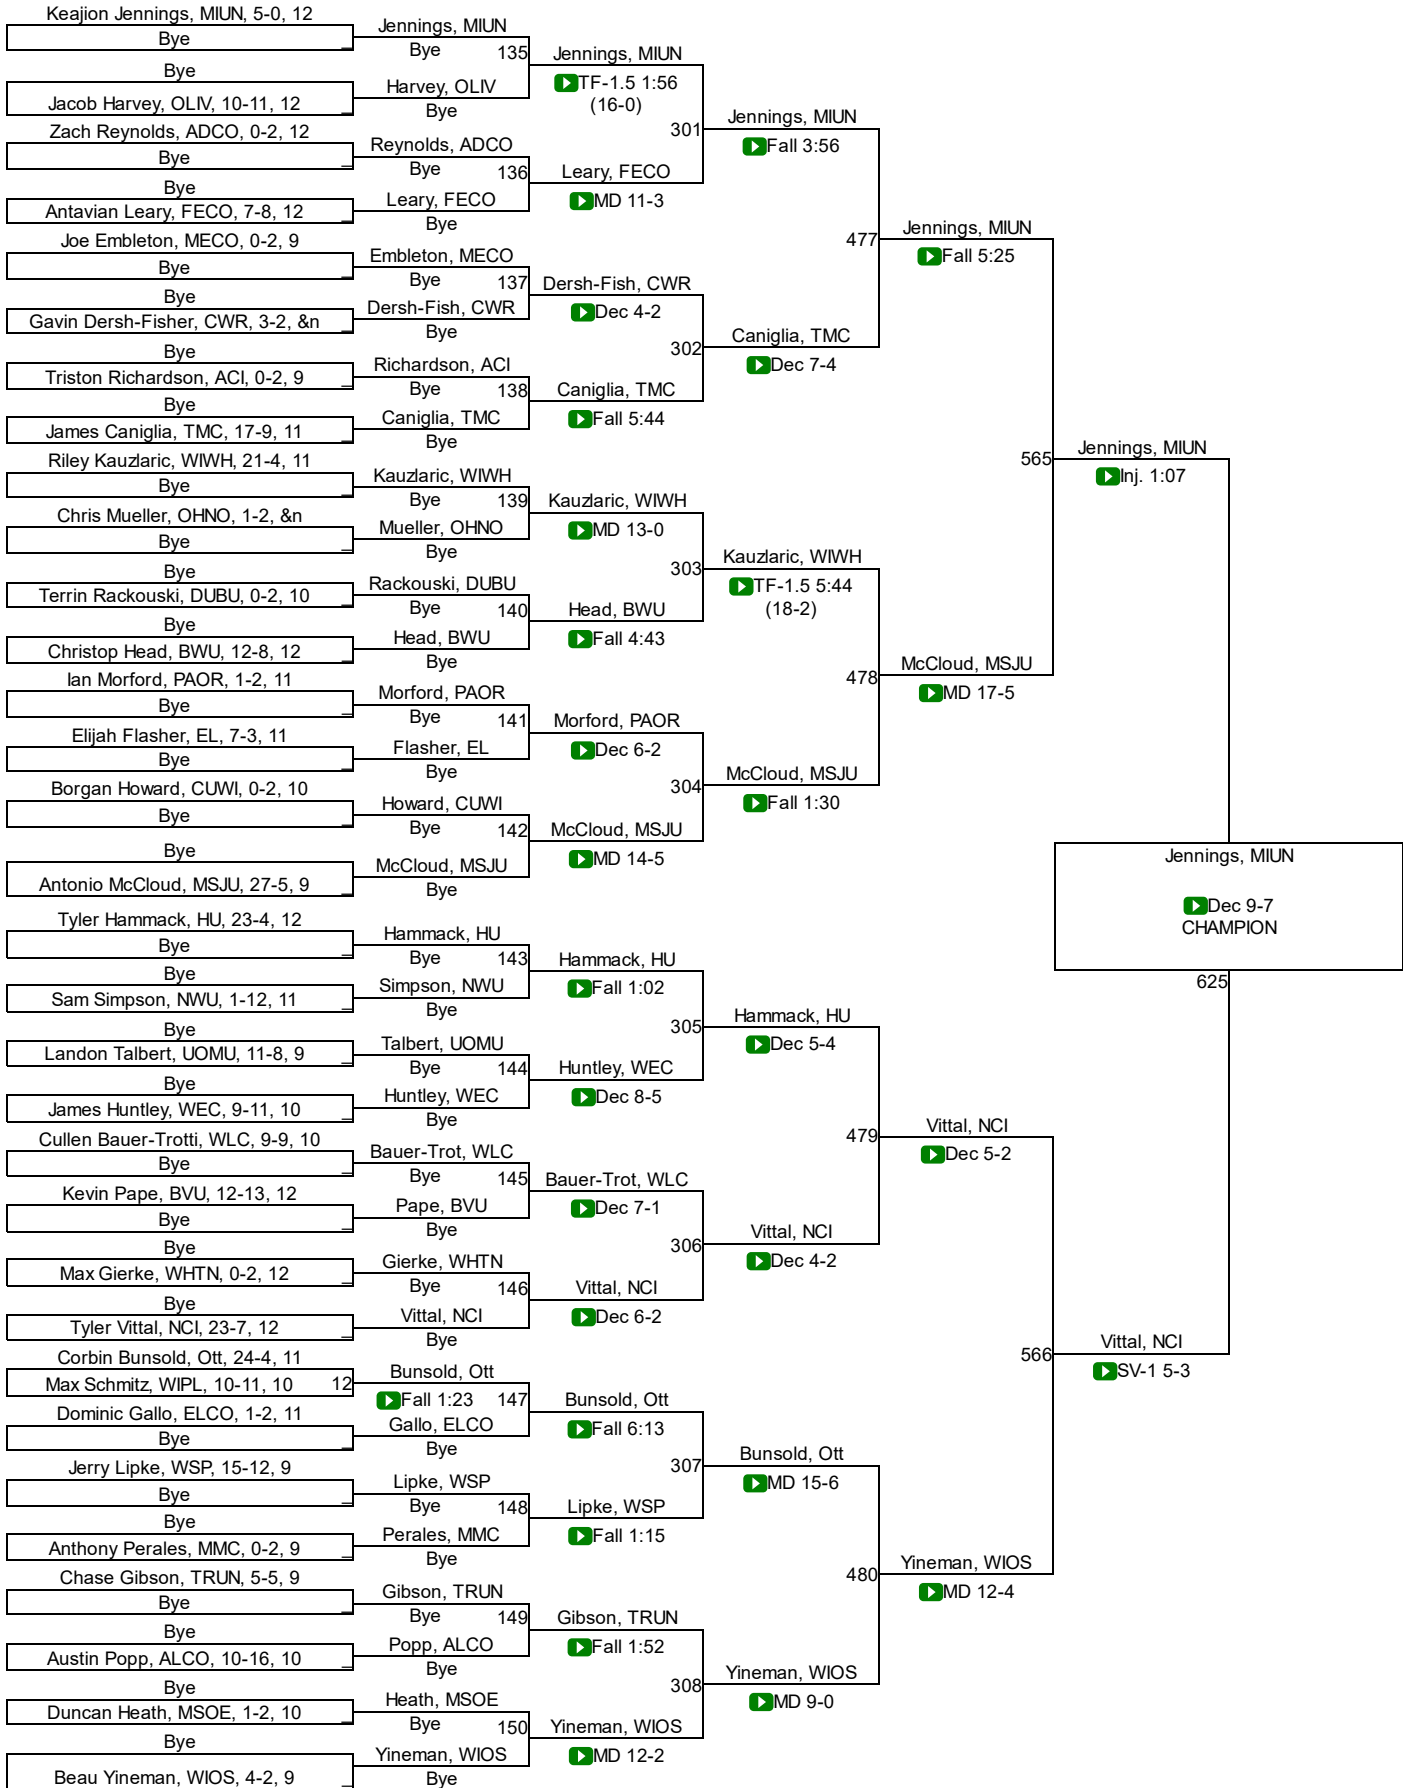 Keajion Jennings, MIUN, 5-0, 12
Bye
Bye
Jacob Harvey, OLIV, 10-11, 12
Zach Reynolds, ADCO, 0-2, 12
Bye
Bye
Antavian Leary, FECO, 7-8, 12
Joe Embleton, MECO, 0-2, 9
Bye
Bye
Gavin Dersh-Fisher, CWR, 3-2, &n
Bye
Triston Richardson, ACI, 0-2, 9
Bye
James Caniglia, TMC, 17-9, 11
Riley Kauzlaric, WIWH, 21-4, 11
Bye
Chris Mueller, OHNO, 1-2, &n
Bye
Bye
Terrin Rackouski, DUBU, 0-2, 10
Bye
Christop Head, BWU, 12-8, 12
Ian Morford, PAOR, 1-2, 11
Bye
Elijah Flasher, EL, 7-3, 11
Bye
Borgan Howard, CUWI, 0-2, 10
Bye
Bye
Antonio McCloud, MSJU, 27-5, 9
Tyler Hammack, HU, 23-4, 12
Bye
Bye
Sam Simpson, NWU, 1-12, 11
Bye
Landon Talbert, UOMU, 11-8, 9
Bye
James Huntley, WEC, 9-11, 10
Cullen Bauer-Trotti, WLC, 9-9, 10
Bye
Kevin Pape, BVU, 12-13, 12
Bye
Bye
Max Gierke, WHTN, 0-2, 12
Bye
Tyler Vittal, NCI, 23-7, 12
Corbin Bunsold, Ott, 24-4, 11
Max Schmitz, WIPL, 10-11, 10 12
Dominic Gallo, ELCO, 1-2, 11
Bye
Jerry Lipke, WSP, 15-12, 9
Bye
Bye
Anthony Perales, MMC, 0-2, 9
Chase Gibson, TRUN, 5-5, 9
Bye
Bye
Austin Popp, ALCO, 10-16, 10
Bye
Duncan Heath, MSOE, 1-2, 10
Bye
Beau Yineman, WIOS, 4-2, 9
Jennings, MIUN
Bye 135
Harvey, OLIV
Bye
Reynolds, ADCO
Bye 136
Leary, FECO
Bye
Embleton, MECO
Bye 137
Dersh-Fish, CWR
Bye
Richardson, ACI
Bye 138
Caniglia, TMC
Bye
Kauzlaric, WIWH
Bye 139
Mueller, OHNO
Bye
Rackouski, DUBU
Bye 140
Head, BWU
Bye
Morford, PAOR
Bye 141
Flasher, EL
Bye
Howard, CUWI
Bye 142
McCloud, MSJU
Bye
Hammack, HU
Bye 143
Simpson, NWU
Bye
Talbert, UOMU
Bye 144
Huntley, WEC
Bye
Bauer-Trot, WLC
Bye 145
Pape, BVU
Bye
Gierke, WHTN
Bye 146
Vittal, NCI
Bye
Bunsold, Ott
Fall 1:23 147
Gallo, ELCO
Bye
Lipke, WSP
Bye 148
Perales, MMC
Bye
Gibson, TRUN
Bye 149
Popp, ALCO
Bye
Heath, MSOE
Bye 150
Yineman, WIOS
Bye
Jennings, MIUN
TF-1.5 1:56
(16-0)
301
Leary, FECO
MD 11-3
Dersh-Fish, CWR
Dec 4-2
302
Caniglia, TMC
Fall 5:44
Kauzlaric, WIWH
MD 13-0
303
Head, BWU
Fall 4:43
Morford, PAOR
Dec 6-2
304
McCloud, MSJU
MD 14-5
Hammack, HU
Fall 1:02
305
Huntley, WEC
Dec 8-5
Bauer-Trot, WLC
Dec 7-1
306
Vittal, NCI
Dec 6-2
Bunsold, Ott
Fall 6:13
307
Lipke, WSP
Fall 1:15
Gibson, TRUN
Fall 1:52
308
Yineman, WIOS
MD 12-2
Jennings, MIUN
Fall 3:56
477
Caniglia, TMC
Dec 7-4
Kauzlaric, WIWH
TF-1.5 5:44
(18-2)
478
McCloud, MSJU
Fall 1:30
Hammack, HU
Dec 5-4
479
Vittal, NCI
Dec 4-2
Bunsold, Ott
MD 15-6
480
Yineman, WIOS
MD 9-0
Jennings, MIUN
Fall 5:25
565
McCloud, MSJU
MD 17-5
Vittal, NCI
Dec 5-2
566
Yineman, WIOS
MD 12-4
Jennings, MIUN
Inj. 1:07
Jennings, MIUN
Dec 9-7
CHAMPION
625
Vittal, NCI
SV-1 5-3